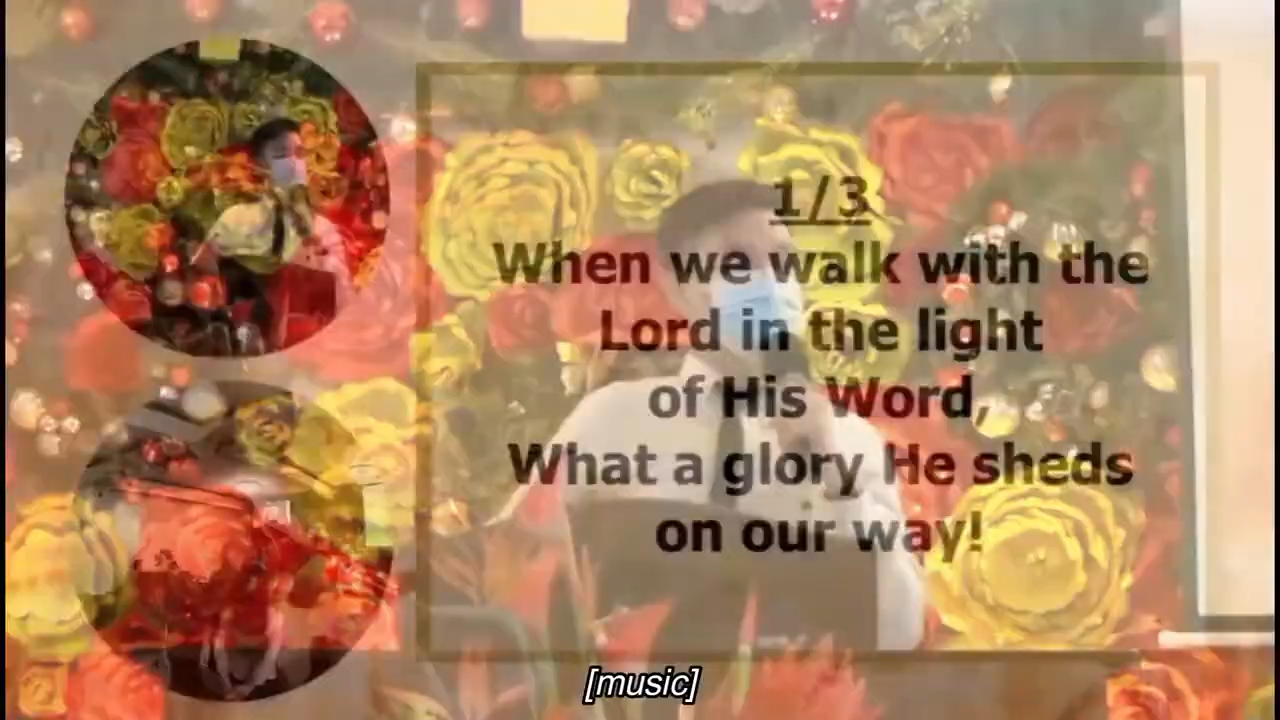 1/3
When we walk with the
Lord in the light
of His Word,
What a glory He sheds
on our way!
[music]